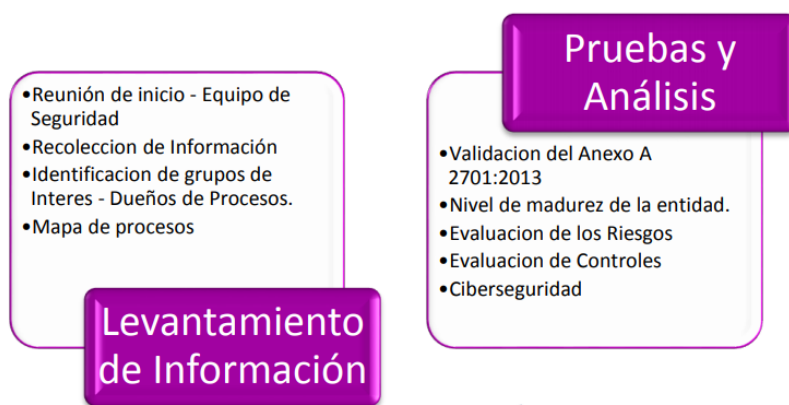 •Reunión de inicio - Equipo de
Seguridad
•Recoleccion de Información
•Identificacion de grupos de
Interes - Dueños de Procesos.
•Mapa de procesos
Levantamiento
de Información
Pruebas y
Análisis
•Validacion del Anexo A
2701:2013
•Nivel de madurez de la entidad.
•Evaluacion de los Riesgos
•Evaluacion de Controles
•Ciberseguridad